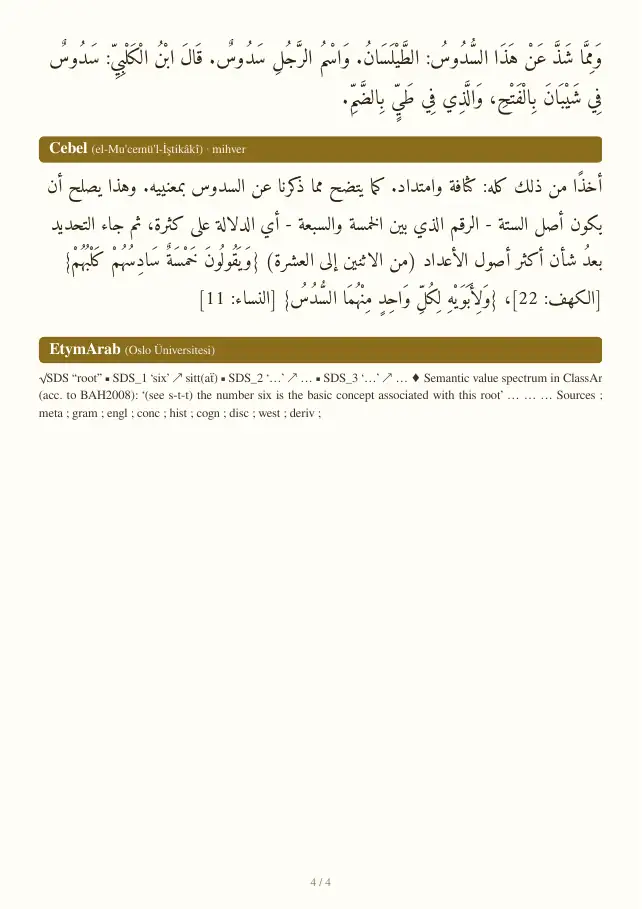 وَمِمَّا شَذَّ عَنْ هَذَا السُّدُوسُ: الطَّيْلَسَانُ. وَاسْمُ الرَّجُلِ سَدُوسٌ. قَالَ ابْنُ الْكَلْبِيِّ: سَدُوسٌ
فِي شَيْبَانَ بِالْفَتْحِ، وَالَّذِي فِي طَيٍّ بِالضَّمِّ.
Cebel (el-Mu'cemü'l-İştikâkî) · mihver
أخذًا من ذلك كله: كثافة وامتداد. كما يتضح مما ذكرنا عن السدوس بمعنييه. وهذا يصلح أن
يكون أصل الستة - الرقم الذي بين الخمسة والسبعة - أي الدلالة على كثرة، ثم جاء التحديد
بعدُ شأن أكثر أصول الأعداد (من الاثنين إلى العشرة) {وَيَقُولُونَ خَمْسَةٌ سَادِسُهُمْ كَلْبُهُمْ}
[الكهف: 22]، {وَلِأَبَوَيْهِ لِكُلِّ وَاحِدٍ مِنْهُمَا السُّدُسُ} [النساء: 11]
EtymArab (Oslo Üniversitesi)
√SDS “root” ▪ SDS_1 ‘six’ ↗ sitt(aẗ) ▪ SDS_2 ‘…’ ↗ … ▪ SDS_3 ‘…’ ↗ … ♦ Semantic value spectrum in ClassAr
(acc. to BAH2008): ‘(see s-t-t) the number six is the basic concept associated with this root’ … … … Sources ;
meta ; gram ; engl ; conc ; hist ; cogn ; disc ; west ; deriv ;
4 / 4